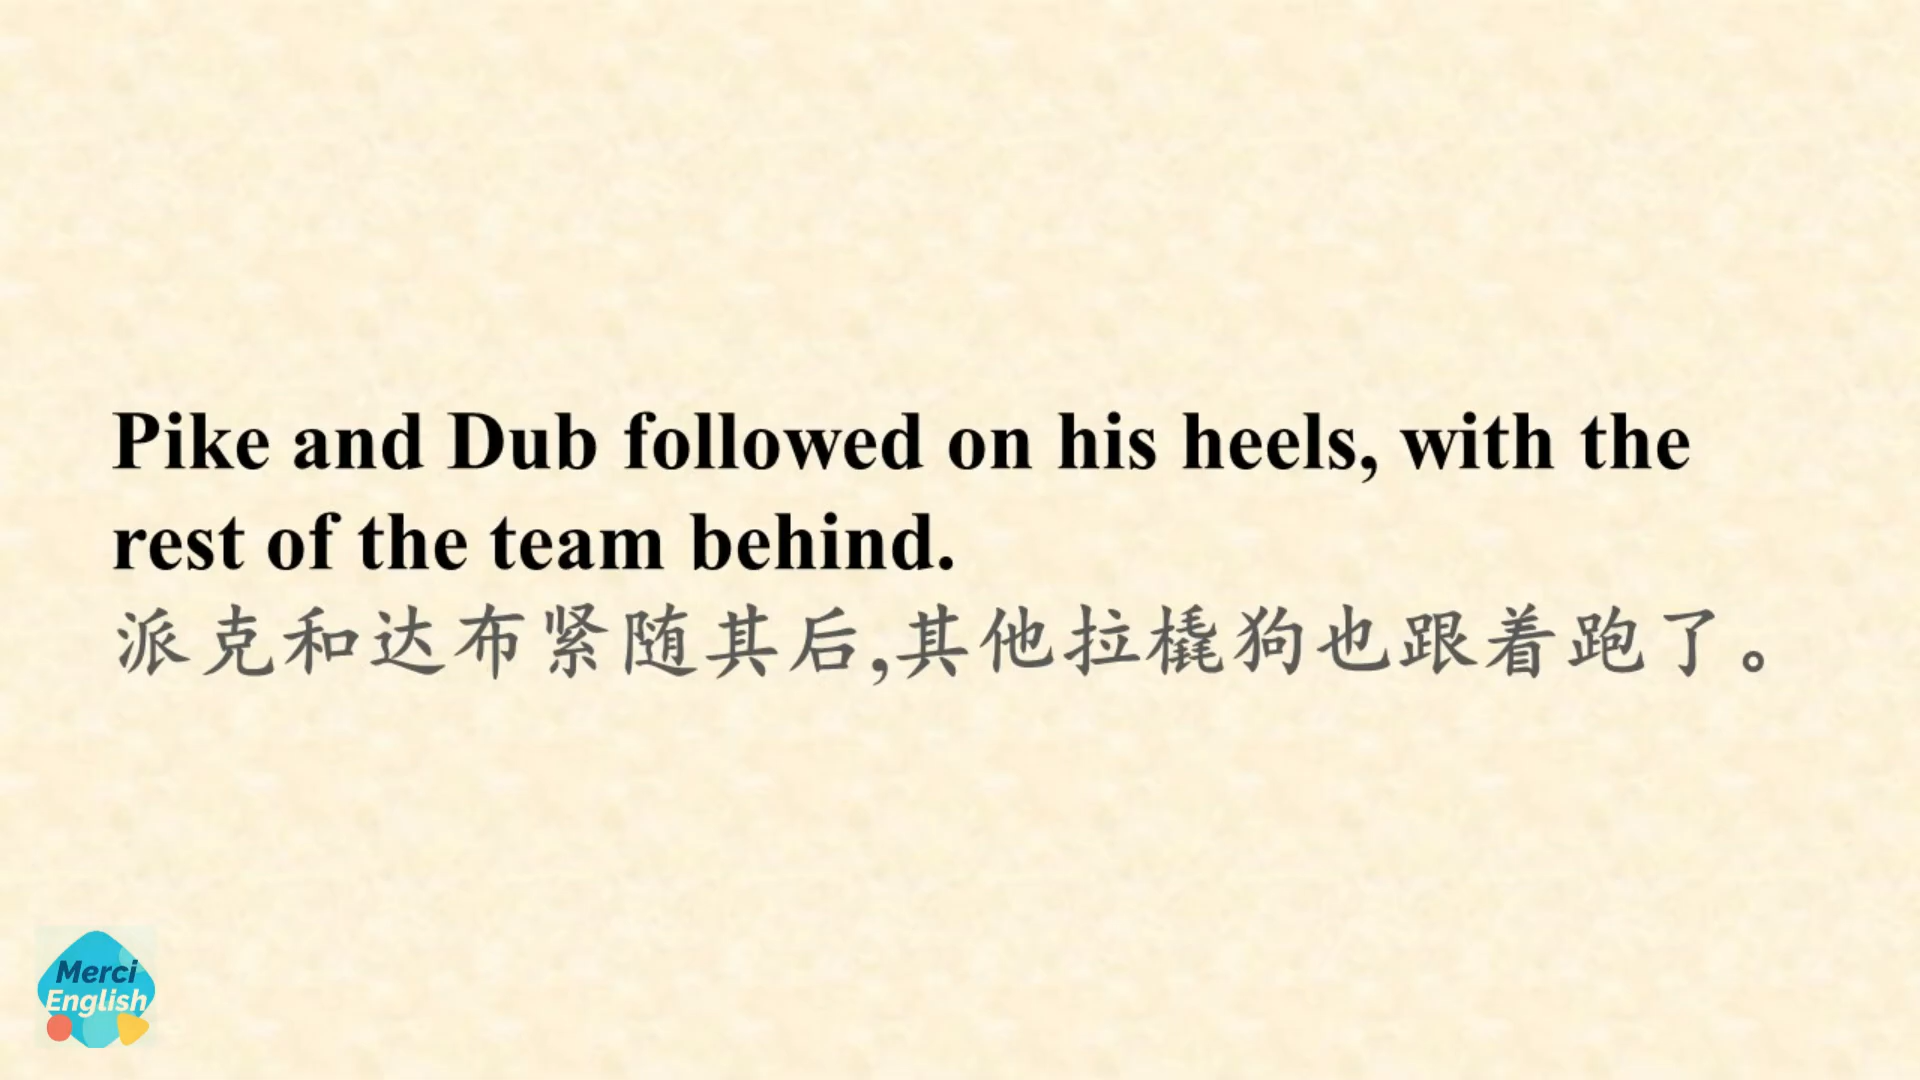 Pike and Dub followed on his heels, with the
rest of the team behind.
派克和达布紧随其后,其他拉橇狗也跟着跑了。
Merci
English